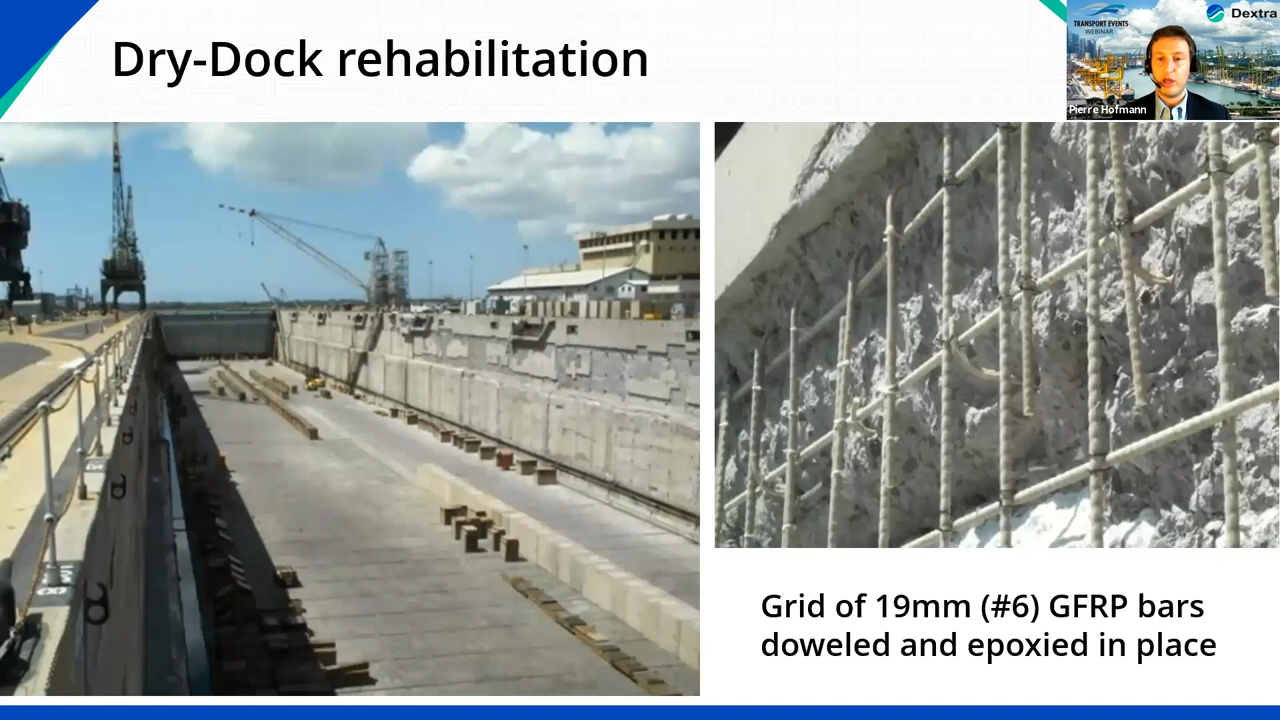 Dry-Dock rehabilitation
TRANSPORT EVENTS
WEBINAR
Dextra
Pierre Hofmann
Grid of 19mm (#6) GFRP bars
doweled and epoxied in place